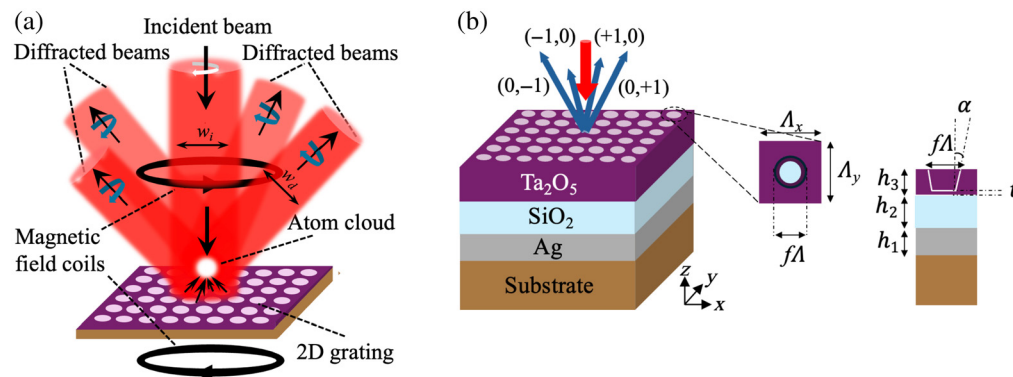 (a)
Incident beam
Diffracted beams
Diffracted beams
w_i
w_d
Atom cloud
Magnetic
field coils
2D grating
(b)
(−1,0)
(+1,0)
(0,−1)
(0,+1)
Ta₂O₅
SiO₂
Ag
Substrate
z
y
x
Λ_x
Λ_y
fΛ
α
fΛ
h₃
t
h₂
h₁